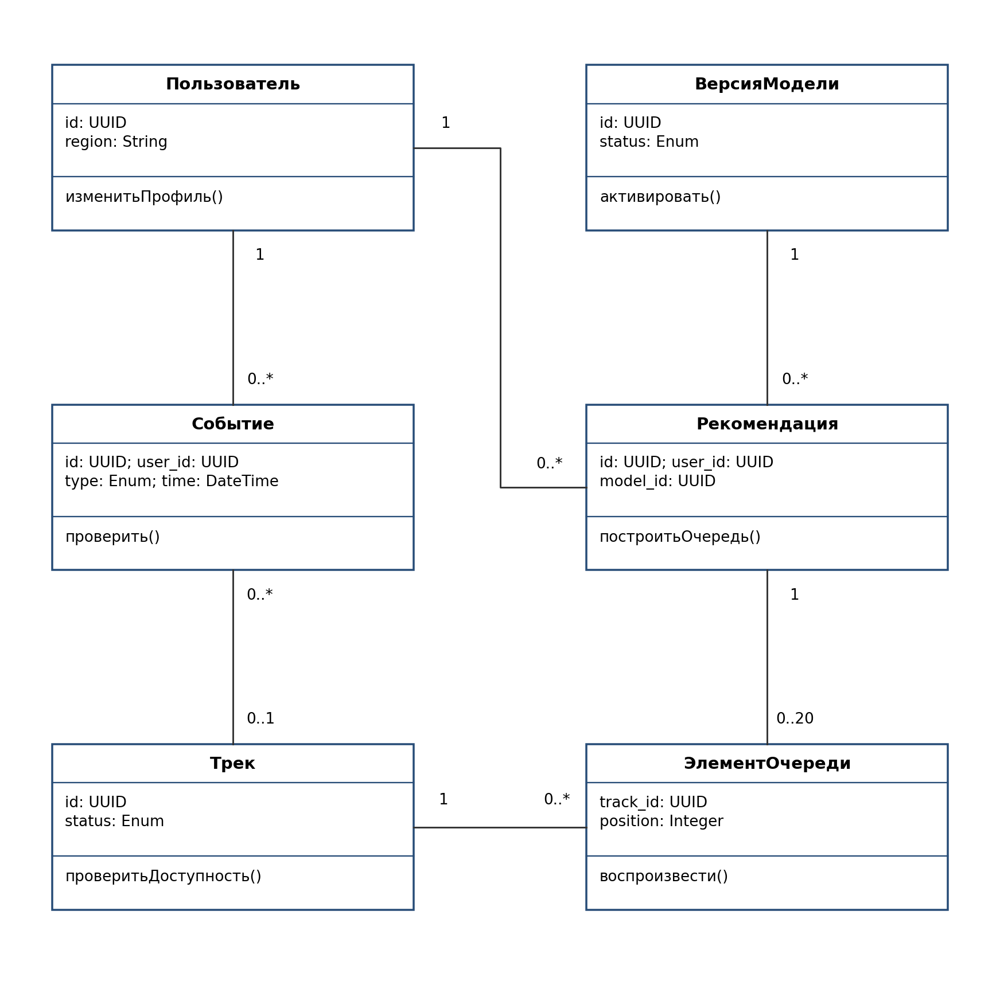 Пользователь
id: UUID
region: String
изменитьПрофиль()
1
1
0..*
ВерсияМодели
id: UUID
status: Enum
активировать()
1
0..*
Событие
id: UUID; user_id: UUID
type: Enum; time: DateTime
проверить()
0..*
0..1
0..*
Рекомендация
id: UUID; user_id: UUID
model_id: UUID
построитьОчередь()
1
0..20
Трек
id: UUID
status: Enum
проверитьДоступность()
1
0..*
ЭлементОчереди
track_id: UUID
position: Integer
воспроизвести()